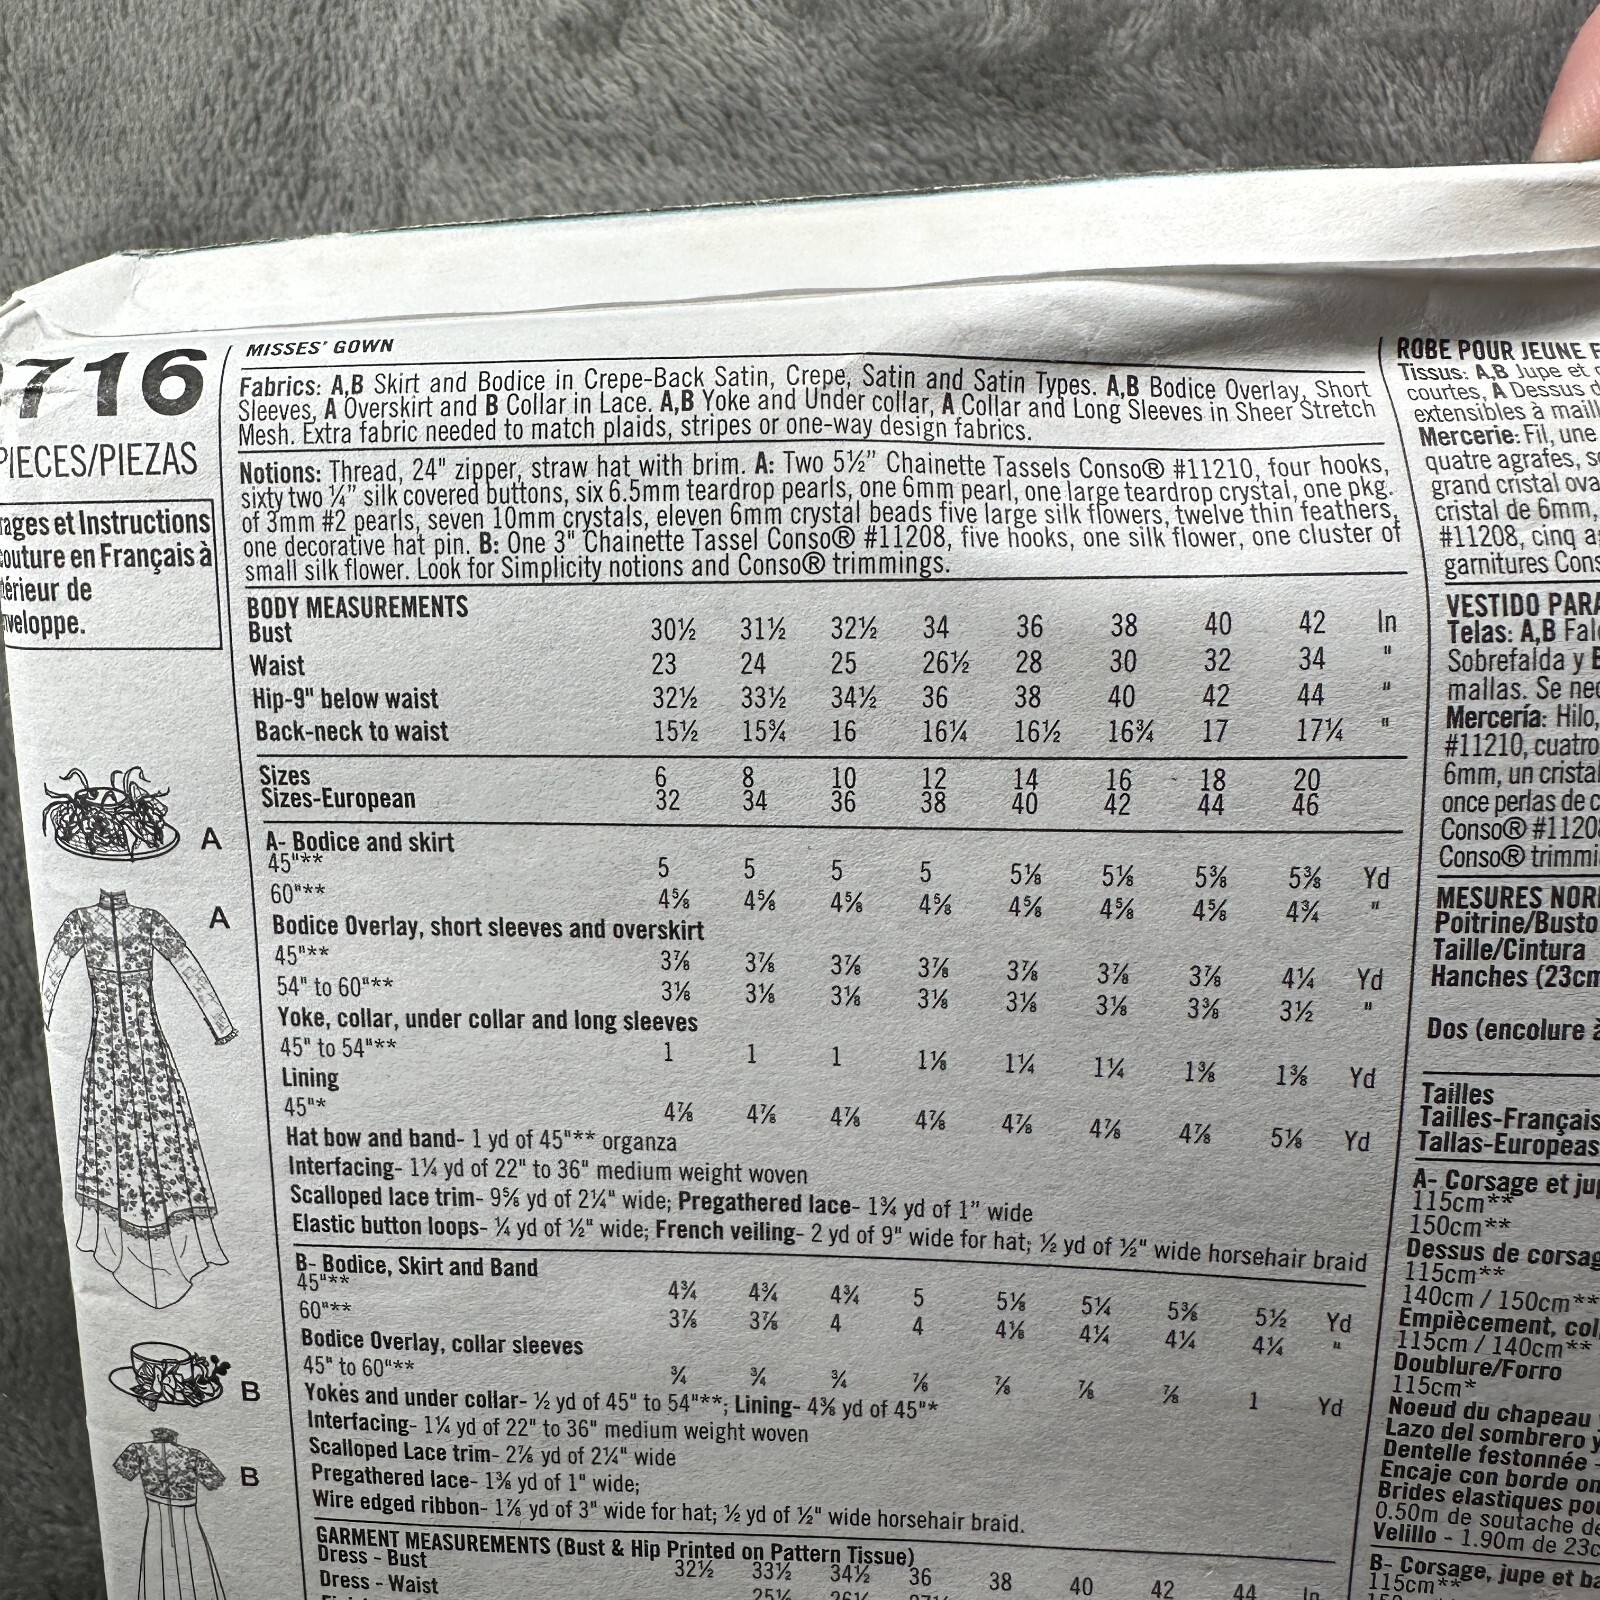 716
PIECES/PIEZAS
et Instructions
en Français à
de
MISSES' GOWN
Fabrics: A,B Skirt and Bodice in Crepe-Back Satin, Crepe, Satin and Satin Types. A,B Bodice Overlay, Short
Sleeves, A Overskirt and B Collar in Lace. A,B Yoke and Under collar, A Collar and Long Sleeves in Sheer Stretch
Mesh. Extra fabric needed to match plaids, stripes or one-way design fabrics.
Notions: Thread, 24" zipper, straw hat with brim. A: Two 5½” Chainette Tassels Conso® #11210, four hooks,
sixty two ¼” silk covered buttons, six 6.5mm teardrop pearls, one 6mm pearl, one large teardrop crystal, one pkg.
of 3mm #2 pearls, seven 10mm crystals, eleven 6mm crystal beads five large silk flowers, twelve thin feathers,
one decorative hat pin. B: One 3" Chainette Tassel Conso® #11208, five hooks, one silk flower, one cluster of
small silk flower. Look for Simplicity notions and Conso® trimmings.
BODY MEASUREMENTS
Bust 30½ 31½ 32½ 34 36 38 40 42 In
Waist 23 24 25 26½ 28 30 32 34 "
Hip-9" below waist 32½ 33½ 34½ 36 38 40 42 44 "
Back-neck to waist 15½ 15¾ 16 16¼ 16½ 16¾ 17 17¼ "
Sizes 6 8 10 12 14 16 18 20
Sizes-European 32 34 36 38 40 42 44 46
A- Bodice and skirt
45"** 5 5 5 5 5⅛ 5⅛ 5⅜ 5⅜ Yd
60"** 4⅝ 4⅝ 4⅝ 4⅝ 4⅝ 4⅝ 4⅝ 4¾ "
Bodice Overlay, short sleeves and overskirt
45"** 3⅞ 3⅞ 3⅞ 3⅞ 3⅞ 3⅞ 3⅞ 4¼ Yd
54" to 60"** 3⅛ 3⅛ 3⅛ 3⅛ 3⅛ 3⅛ 3⅜ 3½ "
Yoke, collar, under collar and long sleeves
45" to 54"** 1 1 1 1⅛ 1¼ 1¼ 1⅜ 1⅜ Yd
Lining
45"* 4⅞ 4⅞ 4⅞ 4⅞ 4⅞ 4⅞ 4⅞ 5⅛ Yd
Hat bow and band- 1 yd of 45"** organza
Interfacing- 1¼ yd of 22" to 36" medium weight woven
Scalloped lace trim- 9⅝ yd of 2¼" wide; Pregathered lace- 1¾ yd of 1” wide
Elastic button loops- ¼ yd of ½" wide; French veiling- 2 yd of 9" wide for hat; ½ yd of ½" wide horsehair braid
B- Bodice, Skirt and Band
45"** 4¾ 4¾ 4¾ 5 5⅛ 5¼ 5⅜ 5½ Yd
60"** 3⅞ 3⅞ 4 4 4⅛ 4¼ 4¼ 4¼ "
Bodice Overlay, collar sleeves
45" to 60"** ¾ ¾ ¾ ⅞ ⅞ ⅞ ⅞ 1 Yd
Yokes and under collar- ½ yd of 45" to 54"**; Lining- 4⅜ yd of 45"*
Interfacing- 1¼ yd of 22" to 36" medium weight woven
Scalloped Lace trim- 2⅞ yd of 2¼" wide
Pregathered lace- 1⅜ yd of 1" wide;
Wire edged ribbon- 1⅞ yd of 3" wide for hat; ½ yd of ½" wide horsehair braid.
GARMENT MEASUREMENTS (Bust & Hip Printed on Pattern Tissue)
Dress - Bust 32½ 33½ 34½ 36 38 40 42 44 In
Dress - Waist
A
A
B
B
ROBE POUR JEUNE
Tissus: A,B Jupe et
courtes, A Dessus
extensibles à
Mercerie: Fil, une
quatre agrafes,
grand cristal
cristal de 6mm,
#11208, cinq
garnitures
VESTIDO PARA
Telas: A,B
Sobrefalda y
mallas. Se
Mercería: Hilo,
#11210, cuatro
6mm, un cristal
once perlas de
Conso®
Conso®
MESURES
Poitrine/Busto
Taille/Cintura
Hanches (23cm
Dos (encolure
Tailles
Tailles-Français
Tallas-Europeas
A- Corsage et
115cm**
150cm**
Dessus de
115cm**
140cm / 150cm**
Empiècement,
115cm / 140cm**
Doublure/Forro
115cm*
Noeud du chapeau
Lazo del sombrero y
Dentelle festonnée -
Encaje con borde
Brides elastiques
0.50m de soutache
Velillo - 1.90m de
B- Corsage, jupe et
115cm**